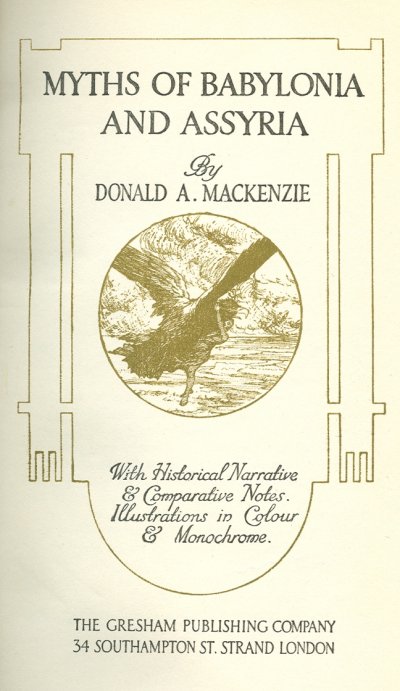 MYTHS OF BABYLONIA
AND ASSYRIA
By
DONALD A. MACKENZIE
With Historical Narrative
& Comparative Notes.
Illustrations in Colour
& Monochrome.
THE GRESHAM PUBLISHING COMPANY
34 SOUTHAMPTON ST. STRAND LONDON